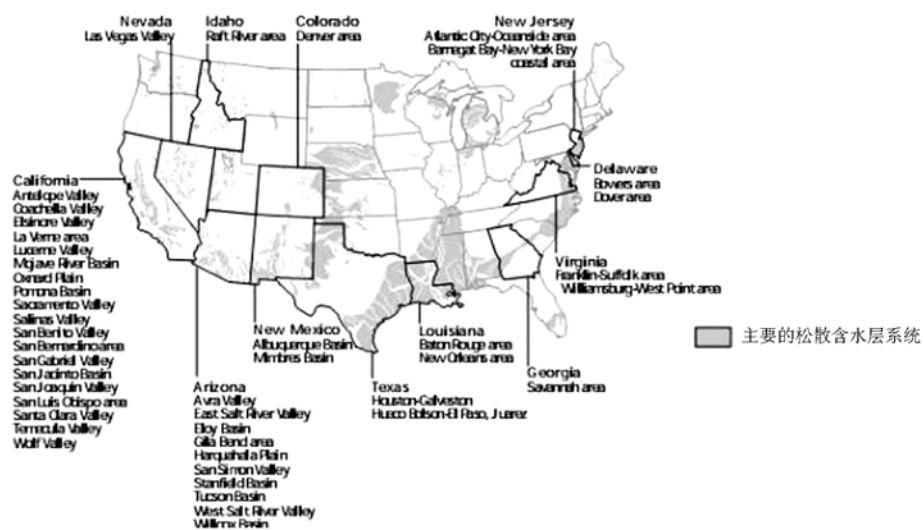 Nevada
Las Vegas Valley
Idaho
Raft River area
Colorado
Denver area
New Jersey
Atlantic City-Oceanside area
Barnegat Bay-New York Bay
coastal area
Delaware
Bowers area
Dover area
California
Antelope Valley
Coachella Valley
Elsinore Valley
La Verne area
Lucerne Valley
Mojave River Basin
Oxnard Plain
Pomona Basin
Sacramento Valley
Salinas Valley
San Benito Valley
San Bernardino area
San Gabriel Valley
San Jacinto Basin
San Joaquin Valley
San Luis Obispo area
Santa Clara Valley
Temecula Valley
Wolf Valley
Virginia
Franklin-Suffolk area
Williamsburg-West Point area
New Mexico
Albuquerque Basin
Mimbres Basin
Louisiana
Baton Rouge area
New Orleans area
主要的松散含水层系统
Georgia
Savannah area
Arizona
Avra Valley
East Salt River Valley
Eloy Basin
Gila Bend area
Harquahala Plain
San Simon Valley
Stanfield Basin
Tucson Basin
West Salt River Valley
Willcox Basin
Texas
Houston-Galveston
Hueco Bolson-El Paso, Juarez